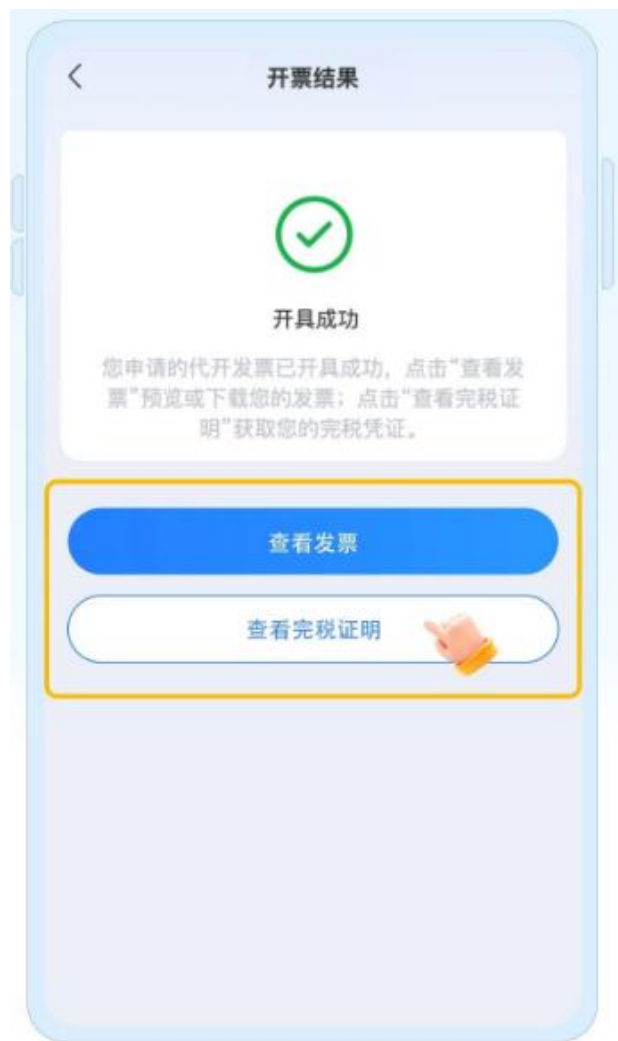 开票结果
开具成功
您申请的代开发票已开具成功，点击“查看发
票”预览或下载您的发票；点击“查看完税证
明”获取您的完税凭证。
查看发票
查看完税证明